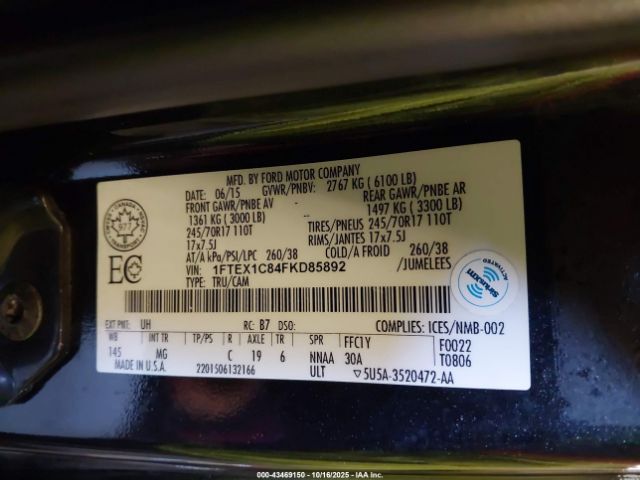 MFD. BY FORD MOTOR COMPANY
DATE: 06/15 GVWR/PNBV: 2767 KG ( 6100 LB)
FRONT GAWR/PNBE AV REAR GAWR/PNBE AR
1361 KG ( 3000 LB) 1497 KG ( 3300 LB)
245/70R17 110T TIRES/PNEUS 245/70R17 110T
17x7.5J RIMS/JANTES 17x7.5J
AT/A kPa/PSI/LPC 260/38 COLD/A FROID 260/38
VIN: 1FTEX1C84FKD85892 /JUMELEES
TYPE: TRU/CAM
CANADA
977
EC
ACTIVATED
siriusxm
EXT PNT: UH RC: B7 DSO: COMPLIES: ICES/NMB-002
WB INT TR TP/PS R AXLE TR SPR FFC1Y F0022
145 MG C 19 6 NNAA 30A T0806
MADE IN U.S.A. 2201506132166 ULT 5U5A-3520472-AA
000-43469150 | 10/16/2025 | IAA |